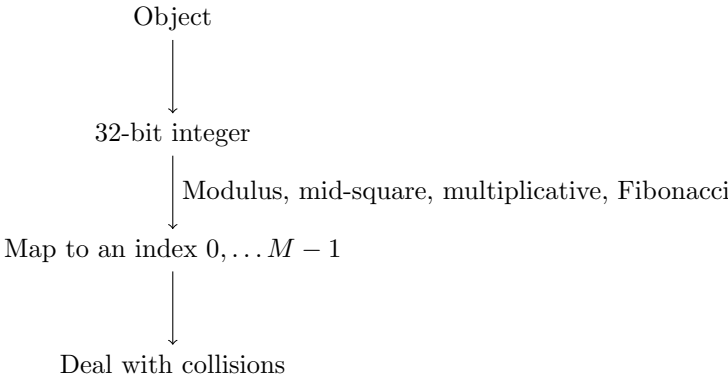 Object
32-bit integer
Modulus, mid-square, multiplicative, Fibonacci
Map to an index 0, . . . M − 1
Deal with collisions